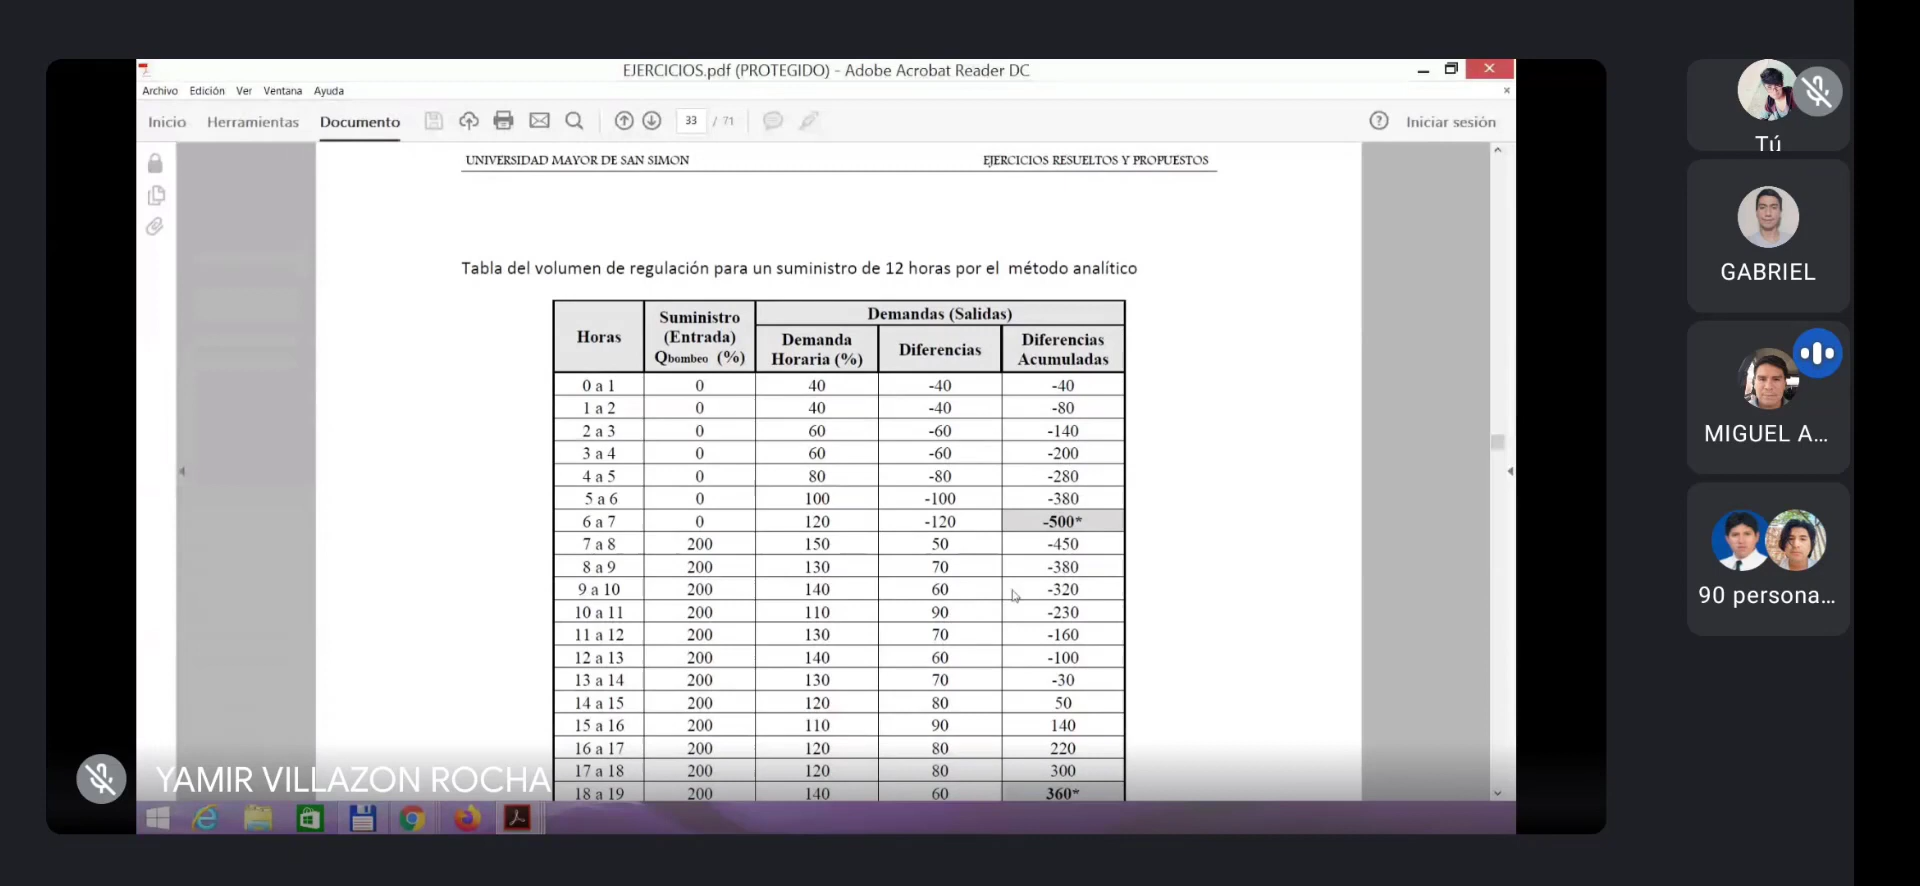 EJERCICIOS.pdf (PROTEGIDO) - Adobe Acrobat Reader DC
Archivo Edición Ver Ventana Ayuda
Inicio Herramientas Documento 33 / 71 Iniciar sesión
UNIVERSIDAD MAYOR DE SAN SIMON EJERCICIOS RESUELTOS Y PROPUESTOS
Tabla del volumen de regulación para un suministro de 12 horas por el método analítico
Horas Suministro (Entrada) Qbombeo (%) Demandas (Salidas)
Demanda Horaria (%) Diferencias Diferencias Acumuladas
0 a 1 0 40 -40 -40
1 a 2 0 40 -40 -80
2 a 3 0 60 -60 -140
3 a 4 0 60 -60 -200
4 a 5 0 80 -80 -280
5 a 6 0 100 -100 -380
6 a 7 0 120 -120 -500*
7 a 8 200 150 50 -450
8 a 9 200 130 70 -380
9 a 10 200 140 60 -320
10 a 11 200 110 90 -230
11 a 12 200 130 70 -160
12 a 13 200 140 60 -100
13 a 14 200 130 70 -30
14 a 15 200 120 80 50
15 a 16 200 110 90 140
16 a 17 200 120 80 220
17 a 18 200 120 80 300
18 a 19 200 140 60 360*
YAMIR VILLAZON ROCHA
Tú
GABRIEL
MIGUEL A...
90 persona...